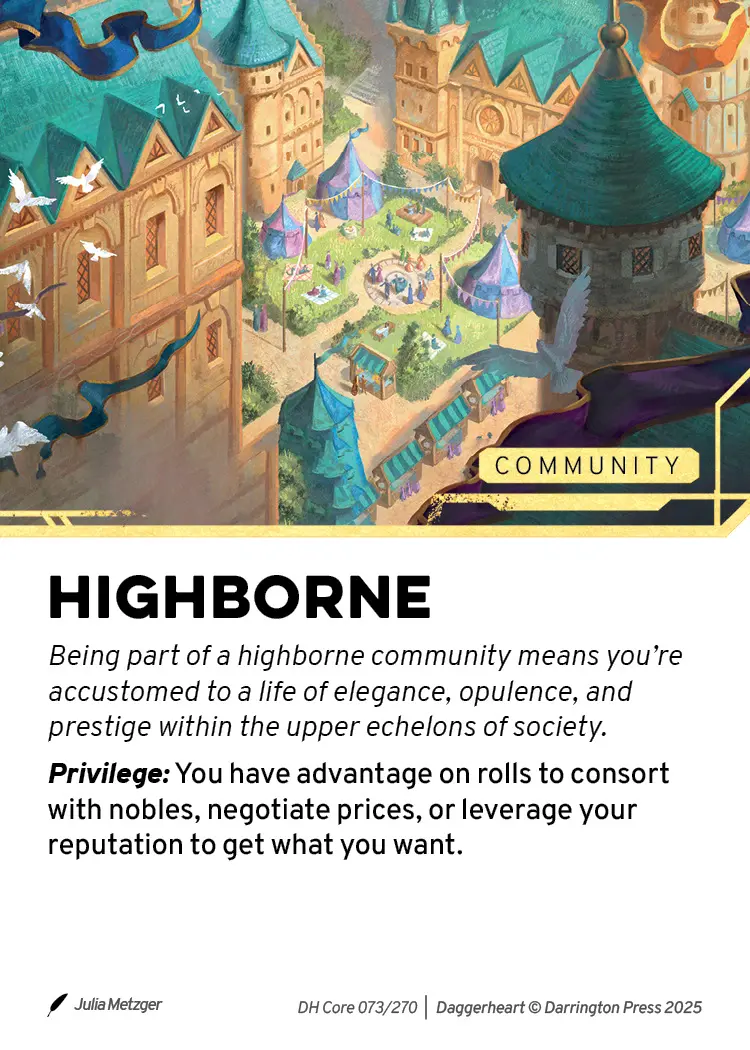 COMMUNITY
HIGHBORNE
Being part of a highborne community means you’re
accustomed to a life of elegance, opulence, and
prestige within the upper echelons of society.
Privilege: You have advantage on rolls to consort
with nobles, negotiate prices, or leverage your
reputation to get what you want.
Julia Metzger
DH Core 073/270 | Daggerheart © Darrington Press 2025